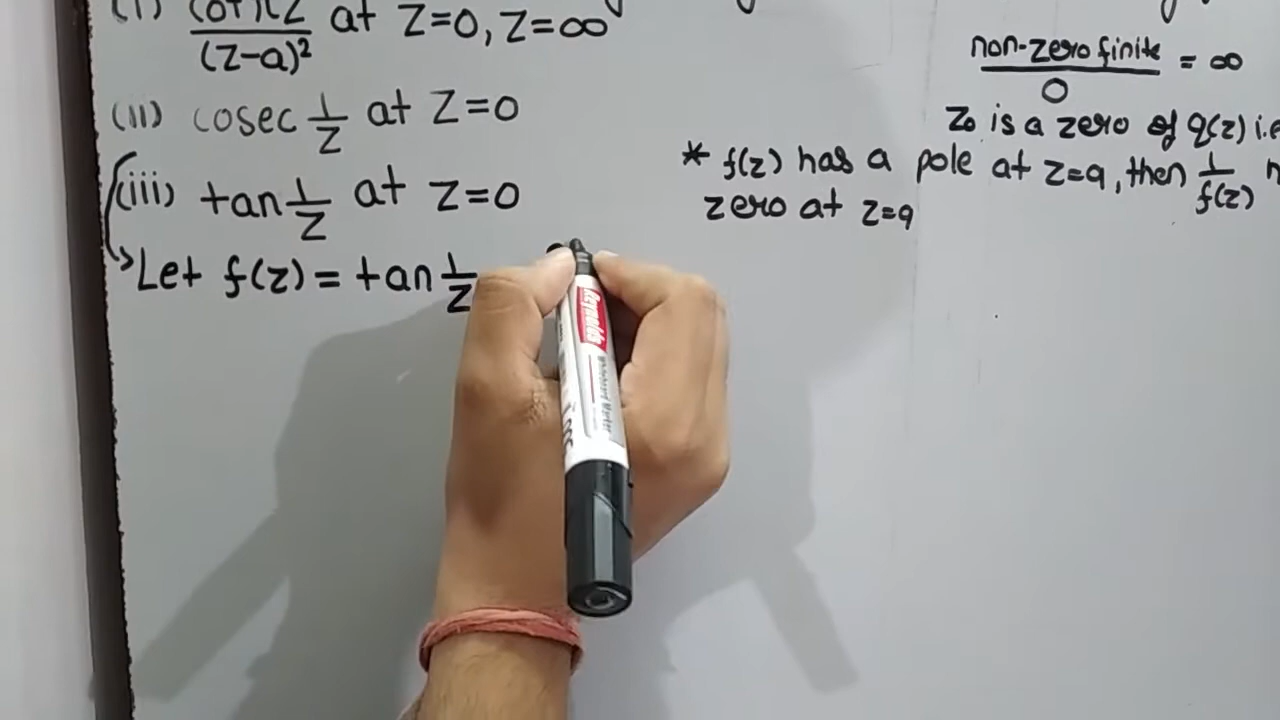 (i) cot πz / (z-a)² at z=0, z=∞
(ii) cosec 1/z at z=0
(iii) tan 1/z at z=0
Let f(z) = tan 1/z
non-zero finite / 0 = ∞
z₀ is a zero of q(z) i.e
* f(z) has a pole at z=a, then 1/f(z)
zero at z=a
Reynolds